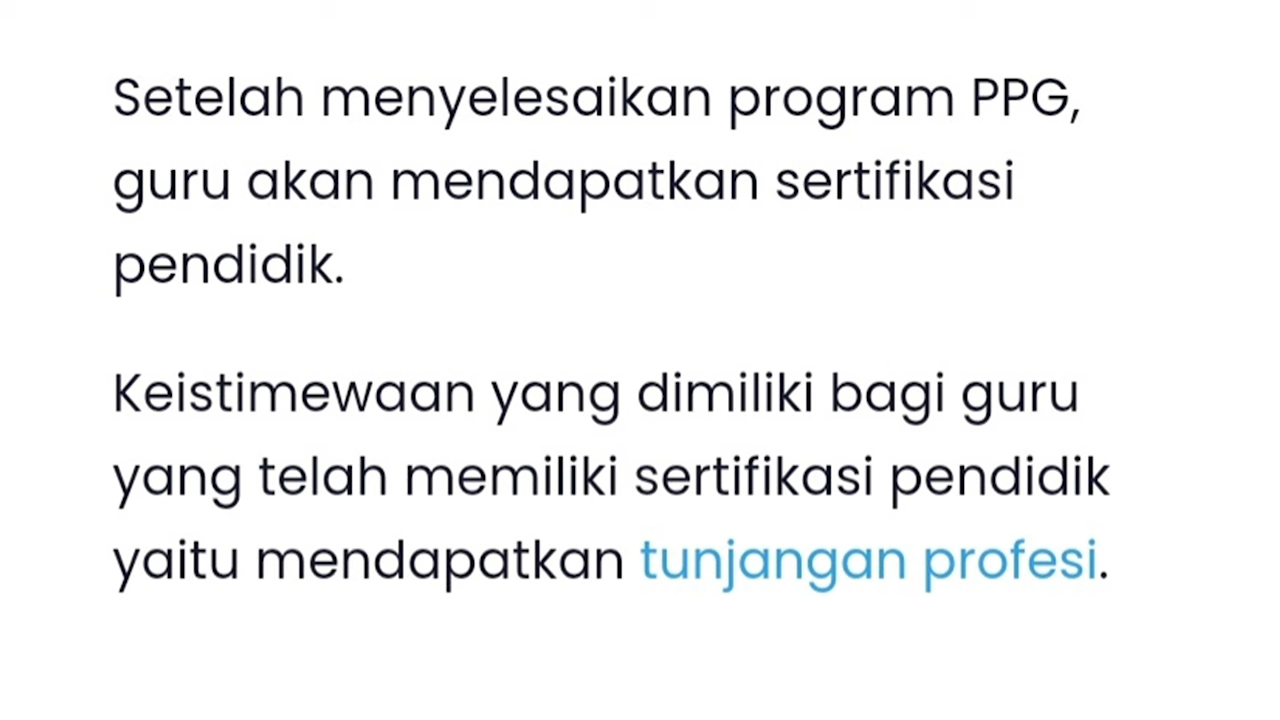 Setelah menyelesaikan program PPG,
guru akan mendapatkan sertifikasi
pendidik.
Keistimewaan yang dimiliki bagi guru
yang telah memiliki sertifikasi pendidik
yaitu mendapatkan tunjangan profesi.